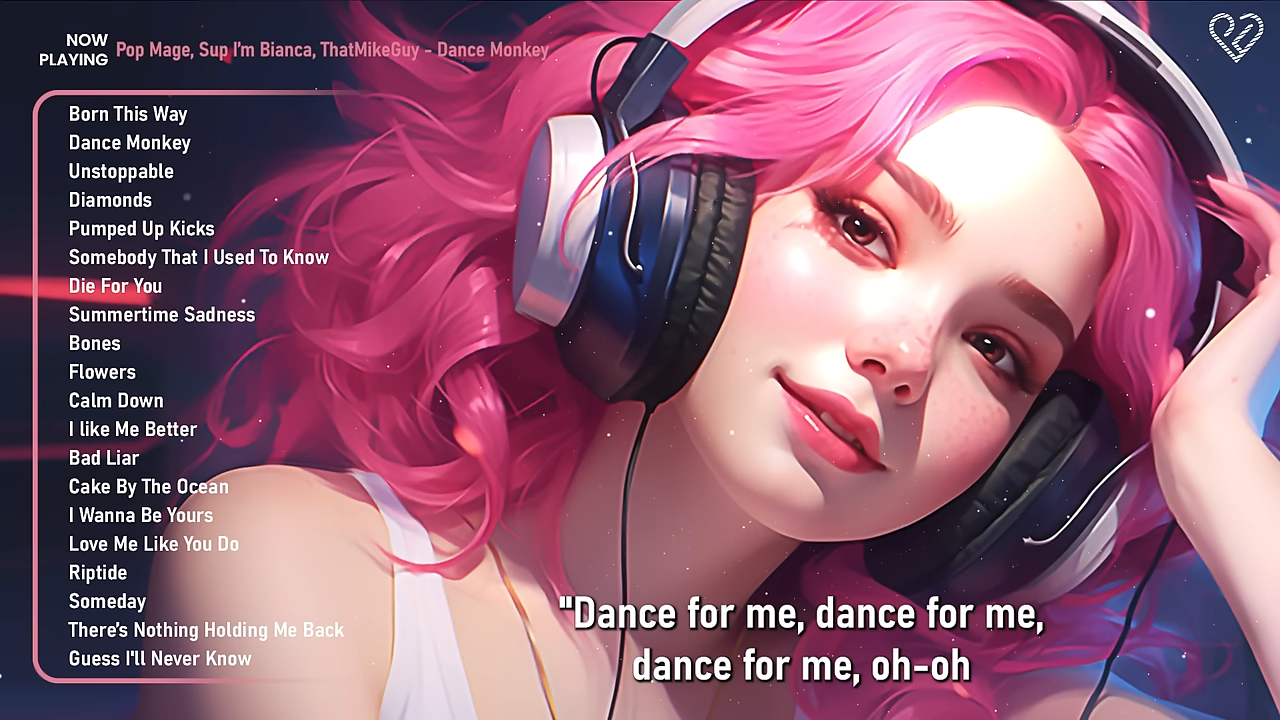 NOW
PLAYING
Pop Mage, Sup I'm Bianca, ThatMikeGuy - Dance Monkey
Born This Way
Dance Monkey
Unstoppable
Diamonds
Pumped Up Kicks
Somebody That I Used To Know
Die For You
Summertime Sadness
Bones
Flowers
Calm Down
I like Me Better
Bad Liar
Cake By The Ocean
I Wanna Be Yours
Love Me Like You Do
Riptide
Someday
There's Nothing Holding Me Back
Guess I'll Never Know
"Dance for me, dance for me,
dance for me, oh-oh